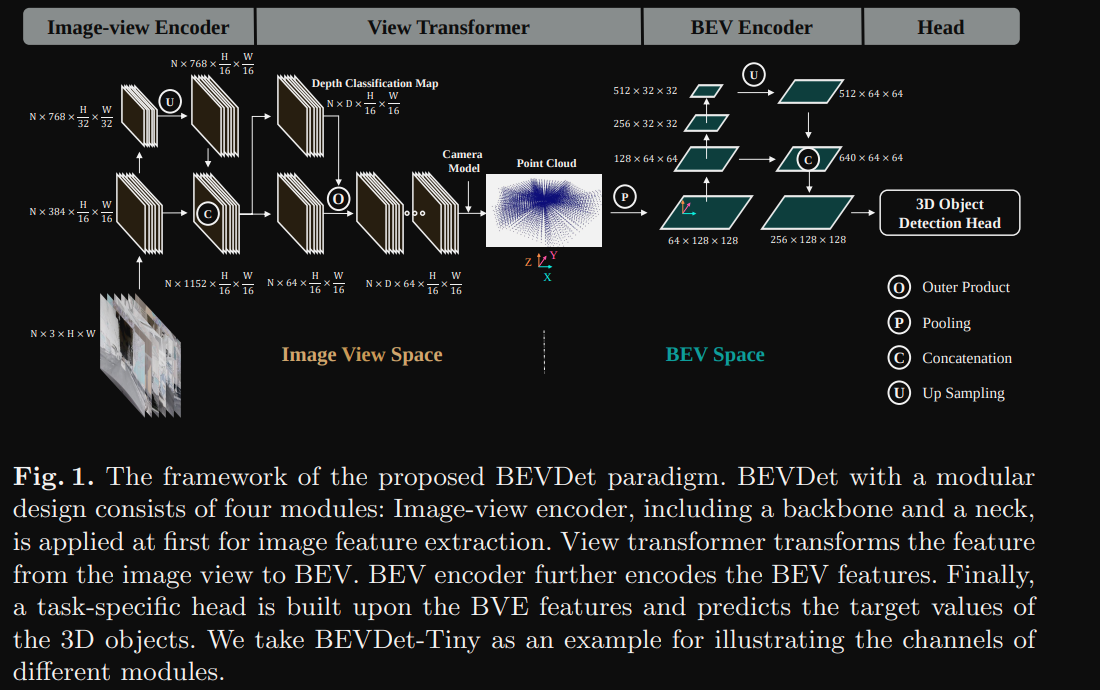 Image-view Encoder View Transformer BEV Encoder Head
N × 768 × H/16 × W/16
U
N × 768 × H/32 × W/32
Depth Classification Map
N × D × H/16 × W/16
512 × 32 × 32
U
512 × 64 × 64
256 × 32 × 32
128 × 64 × 64
C
640 × 64 × 64
N × 384 × H/16 × W/16
C
O
Camera
Model
Point Cloud
P
3D Object
Detection Head
64 × 128 × 128
256 × 128 × 128
Z Y
X
N × 1152 × H/16 × W/16
N × 64 × H/16 × W/16
N × D × 64 × H/16 × W/16
N × 3 × H × W
Image View Space
BEV Space
O Outer Product
P Pooling
C Concatenation
U Up Sampling
Fig. 1. The framework of the proposed BEVDet paradigm. BEVDet with a modular
design consists of four modules: Image-view encoder, including a backbone and a neck,
is applied at first for image feature extraction. View transformer transforms the feature
from the image view to BEV. BEV encoder further encodes the BEV features. Finally,
a task-specific head is built upon the BVE features and predicts the target values of
the 3D objects. We take BEVDet-Tiny as an example for illustrating the channels of
different modules.